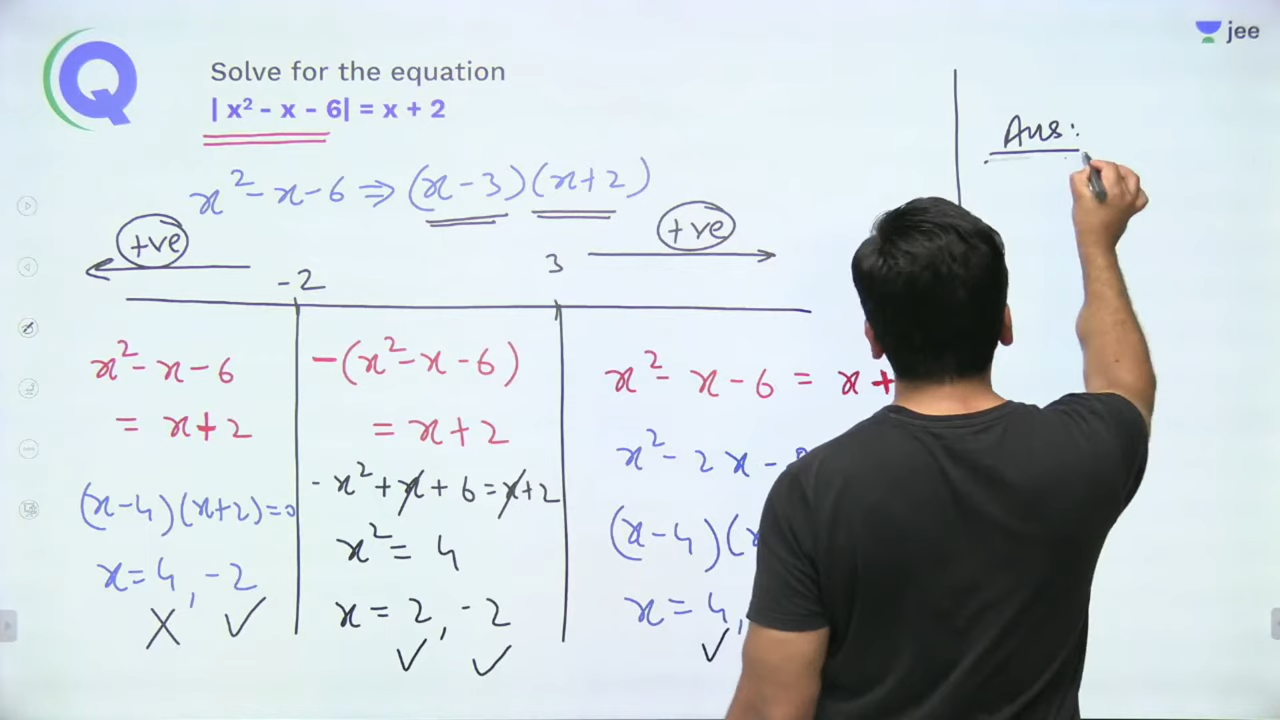 jee
Solve for the equation
| x² - x - 6| = x + 2
x² - x - 6 ⇒ (x - 3)(x + 2)
Ans:
+ve
+ve
-2
3
x² - x - 6
= x + 2
(x - 4)(x + 2) = 0
x = 4, -2
X ✓
-(x² - x - 6)
= x + 2
- x² + x + 6 = x + 2
x² = 4
x = 2, -2
✓ ✓
x² - x - 6 = x +
x² - 2x -
(x - 4)(
x = 4,
✓